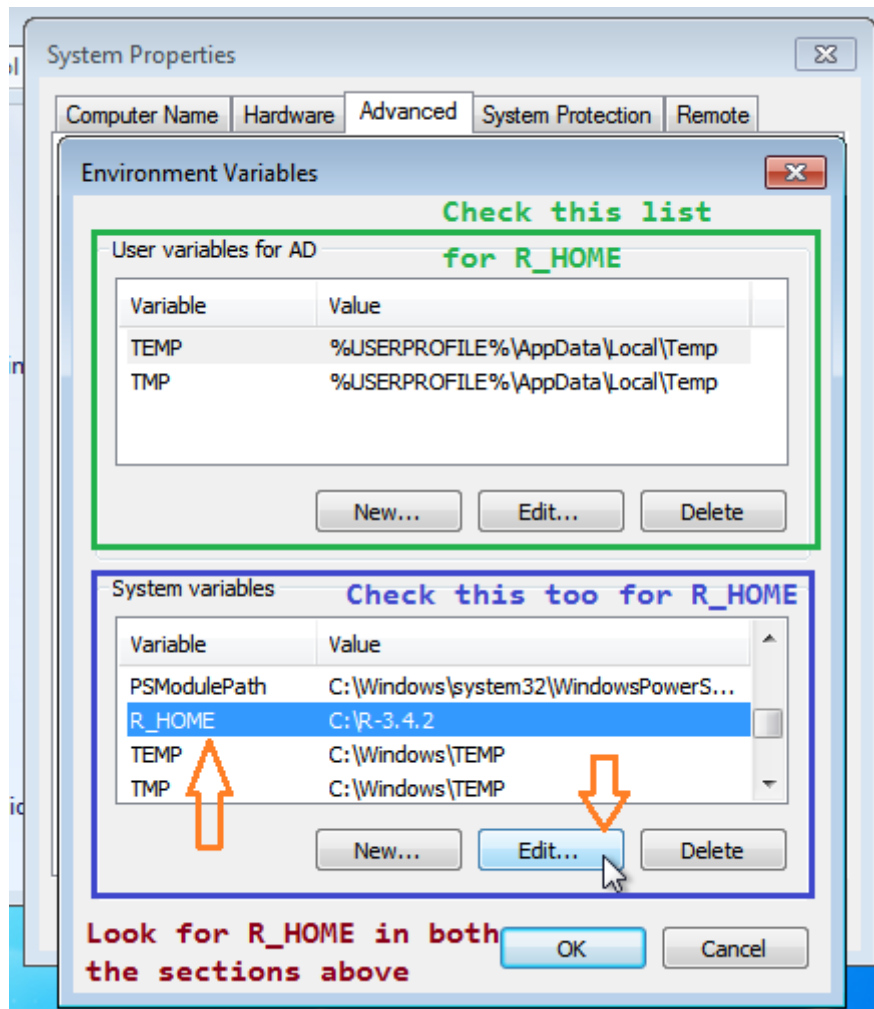 System Properties
Computer Name Hardware Advanced System Protection Remote
Environment Variables
Check this list
User variables for AD
for R_HOME
Variable Value
TEMP %USERPROFILE%\AppData\Local\Temp
TMP %USERPROFILE%\AppData\Local\Temp
New... Edit... Delete
System variables Check this too for R_HOME
Variable Value
PSModulePath C:\Windows\system32\WindowsPowerS...
R_HOME C:\R-3.4.2
TEMP C:\Windows\TEMP
TMP C:\Windows\TEMP
New... Edit... Delete
Look for R_HOME in both
the sections above
OK Cancel